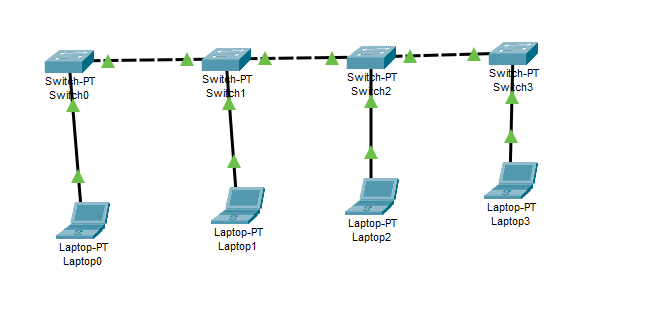 Switch-PT
Switch0
Switch-PT
Switch1
Switch-PT
Switch2
Switch-PT
Switch3
Laptop-PT
Laptop0
Laptop-PT
Laptop1
Laptop-PT
Laptop2
Laptop-PT
Laptop3